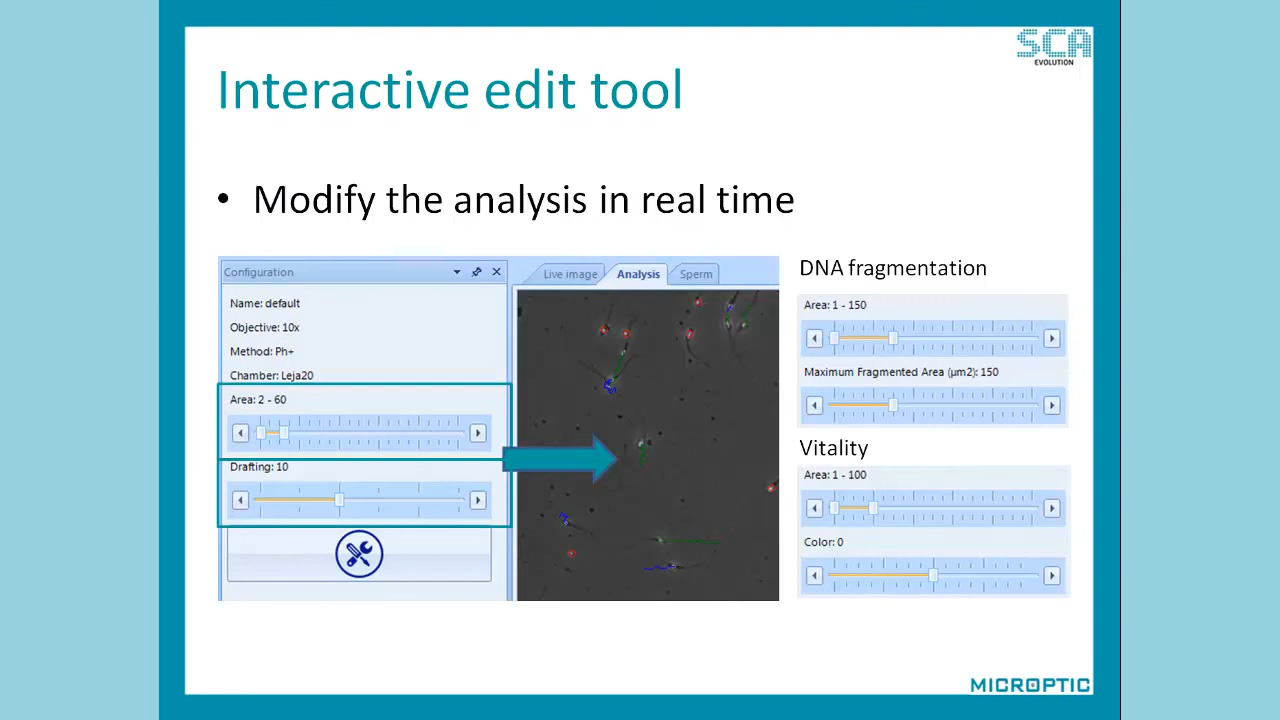 SCA
EVOLUTION
Interactive edit tool
• Modify the analysis in real time
Configuration
Name: default
Objective: 10x
Method: Ph+
Chamber: Leja20
Area: 2 - 60
Drafting: 10
Live image
Analysis
Sperm
DNA fragmentation
Area: 1 - 150
Maximum Fragmented Area (µm2): 150
Vitality
Area: 1 - 100
Color: 0
MICROPTIC